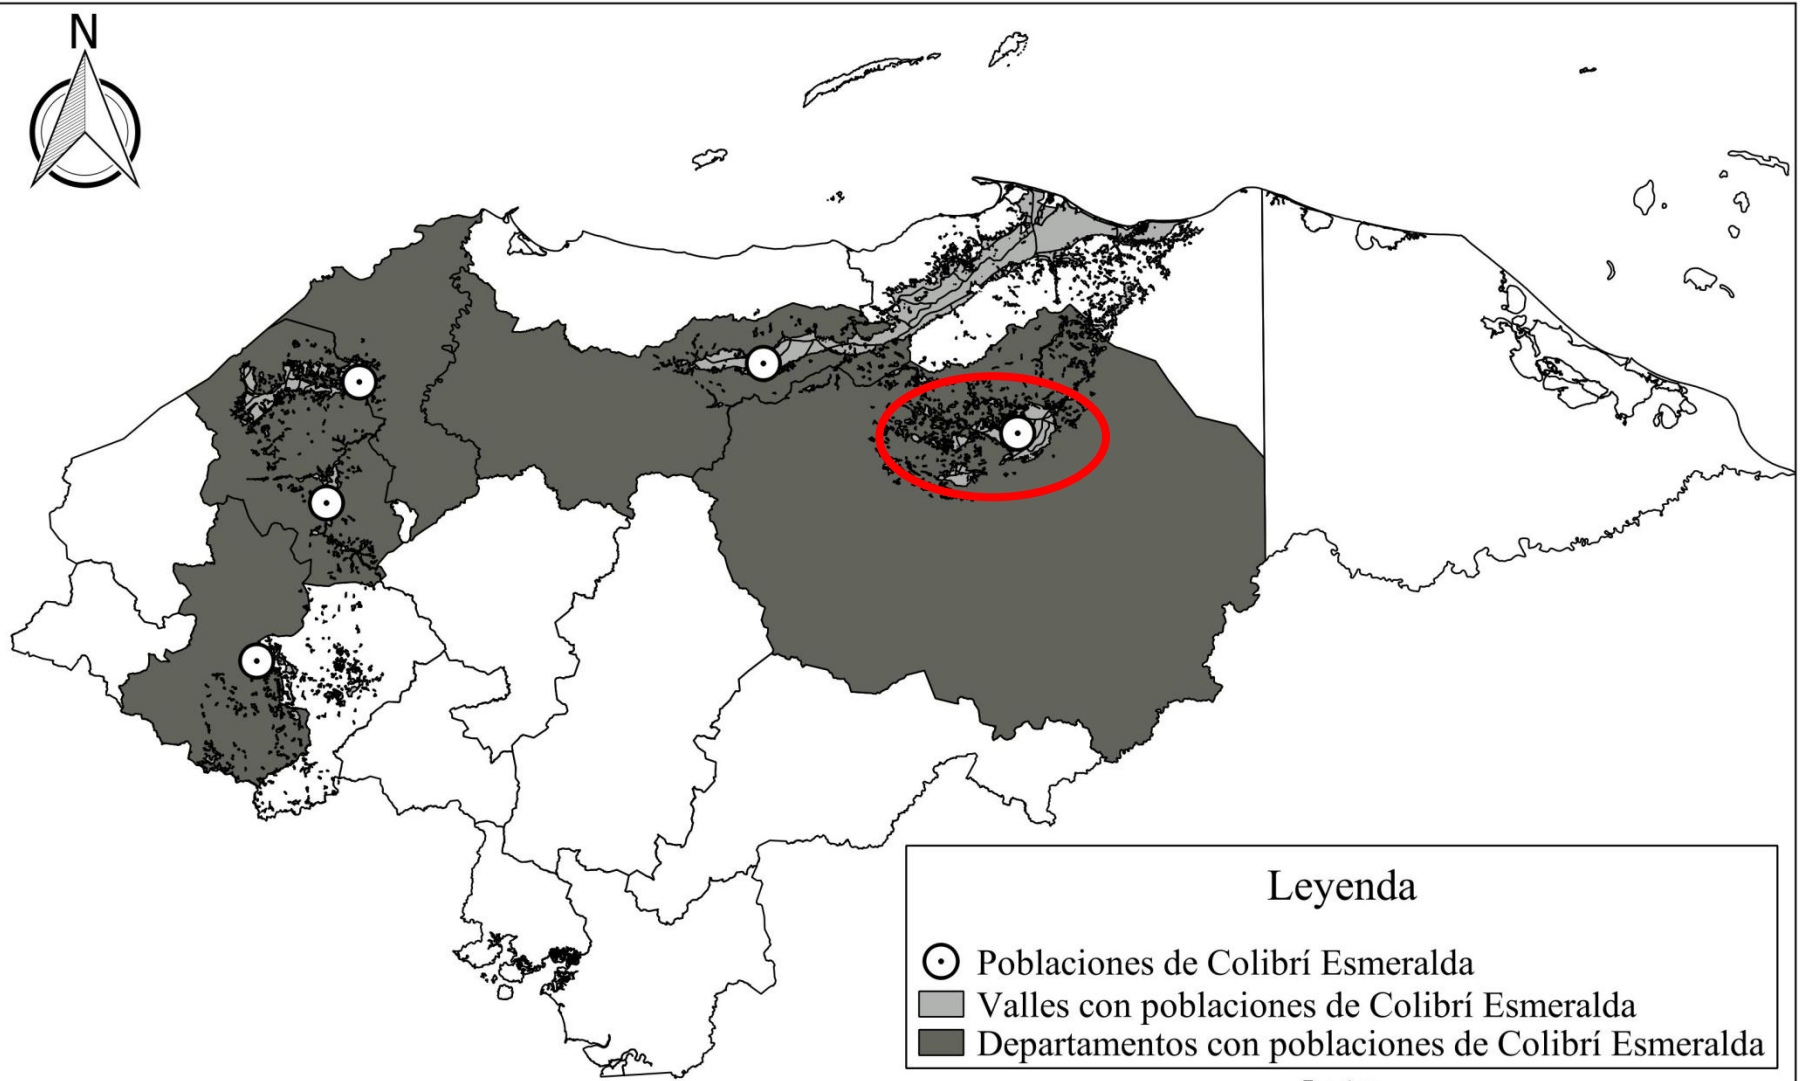 N
Leyenda
Poblaciones de Colibrí Esmeralda
Valles con poblaciones de Colibrí Esmeralda
Departamentos con poblaciones de Colibrí Esmeralda